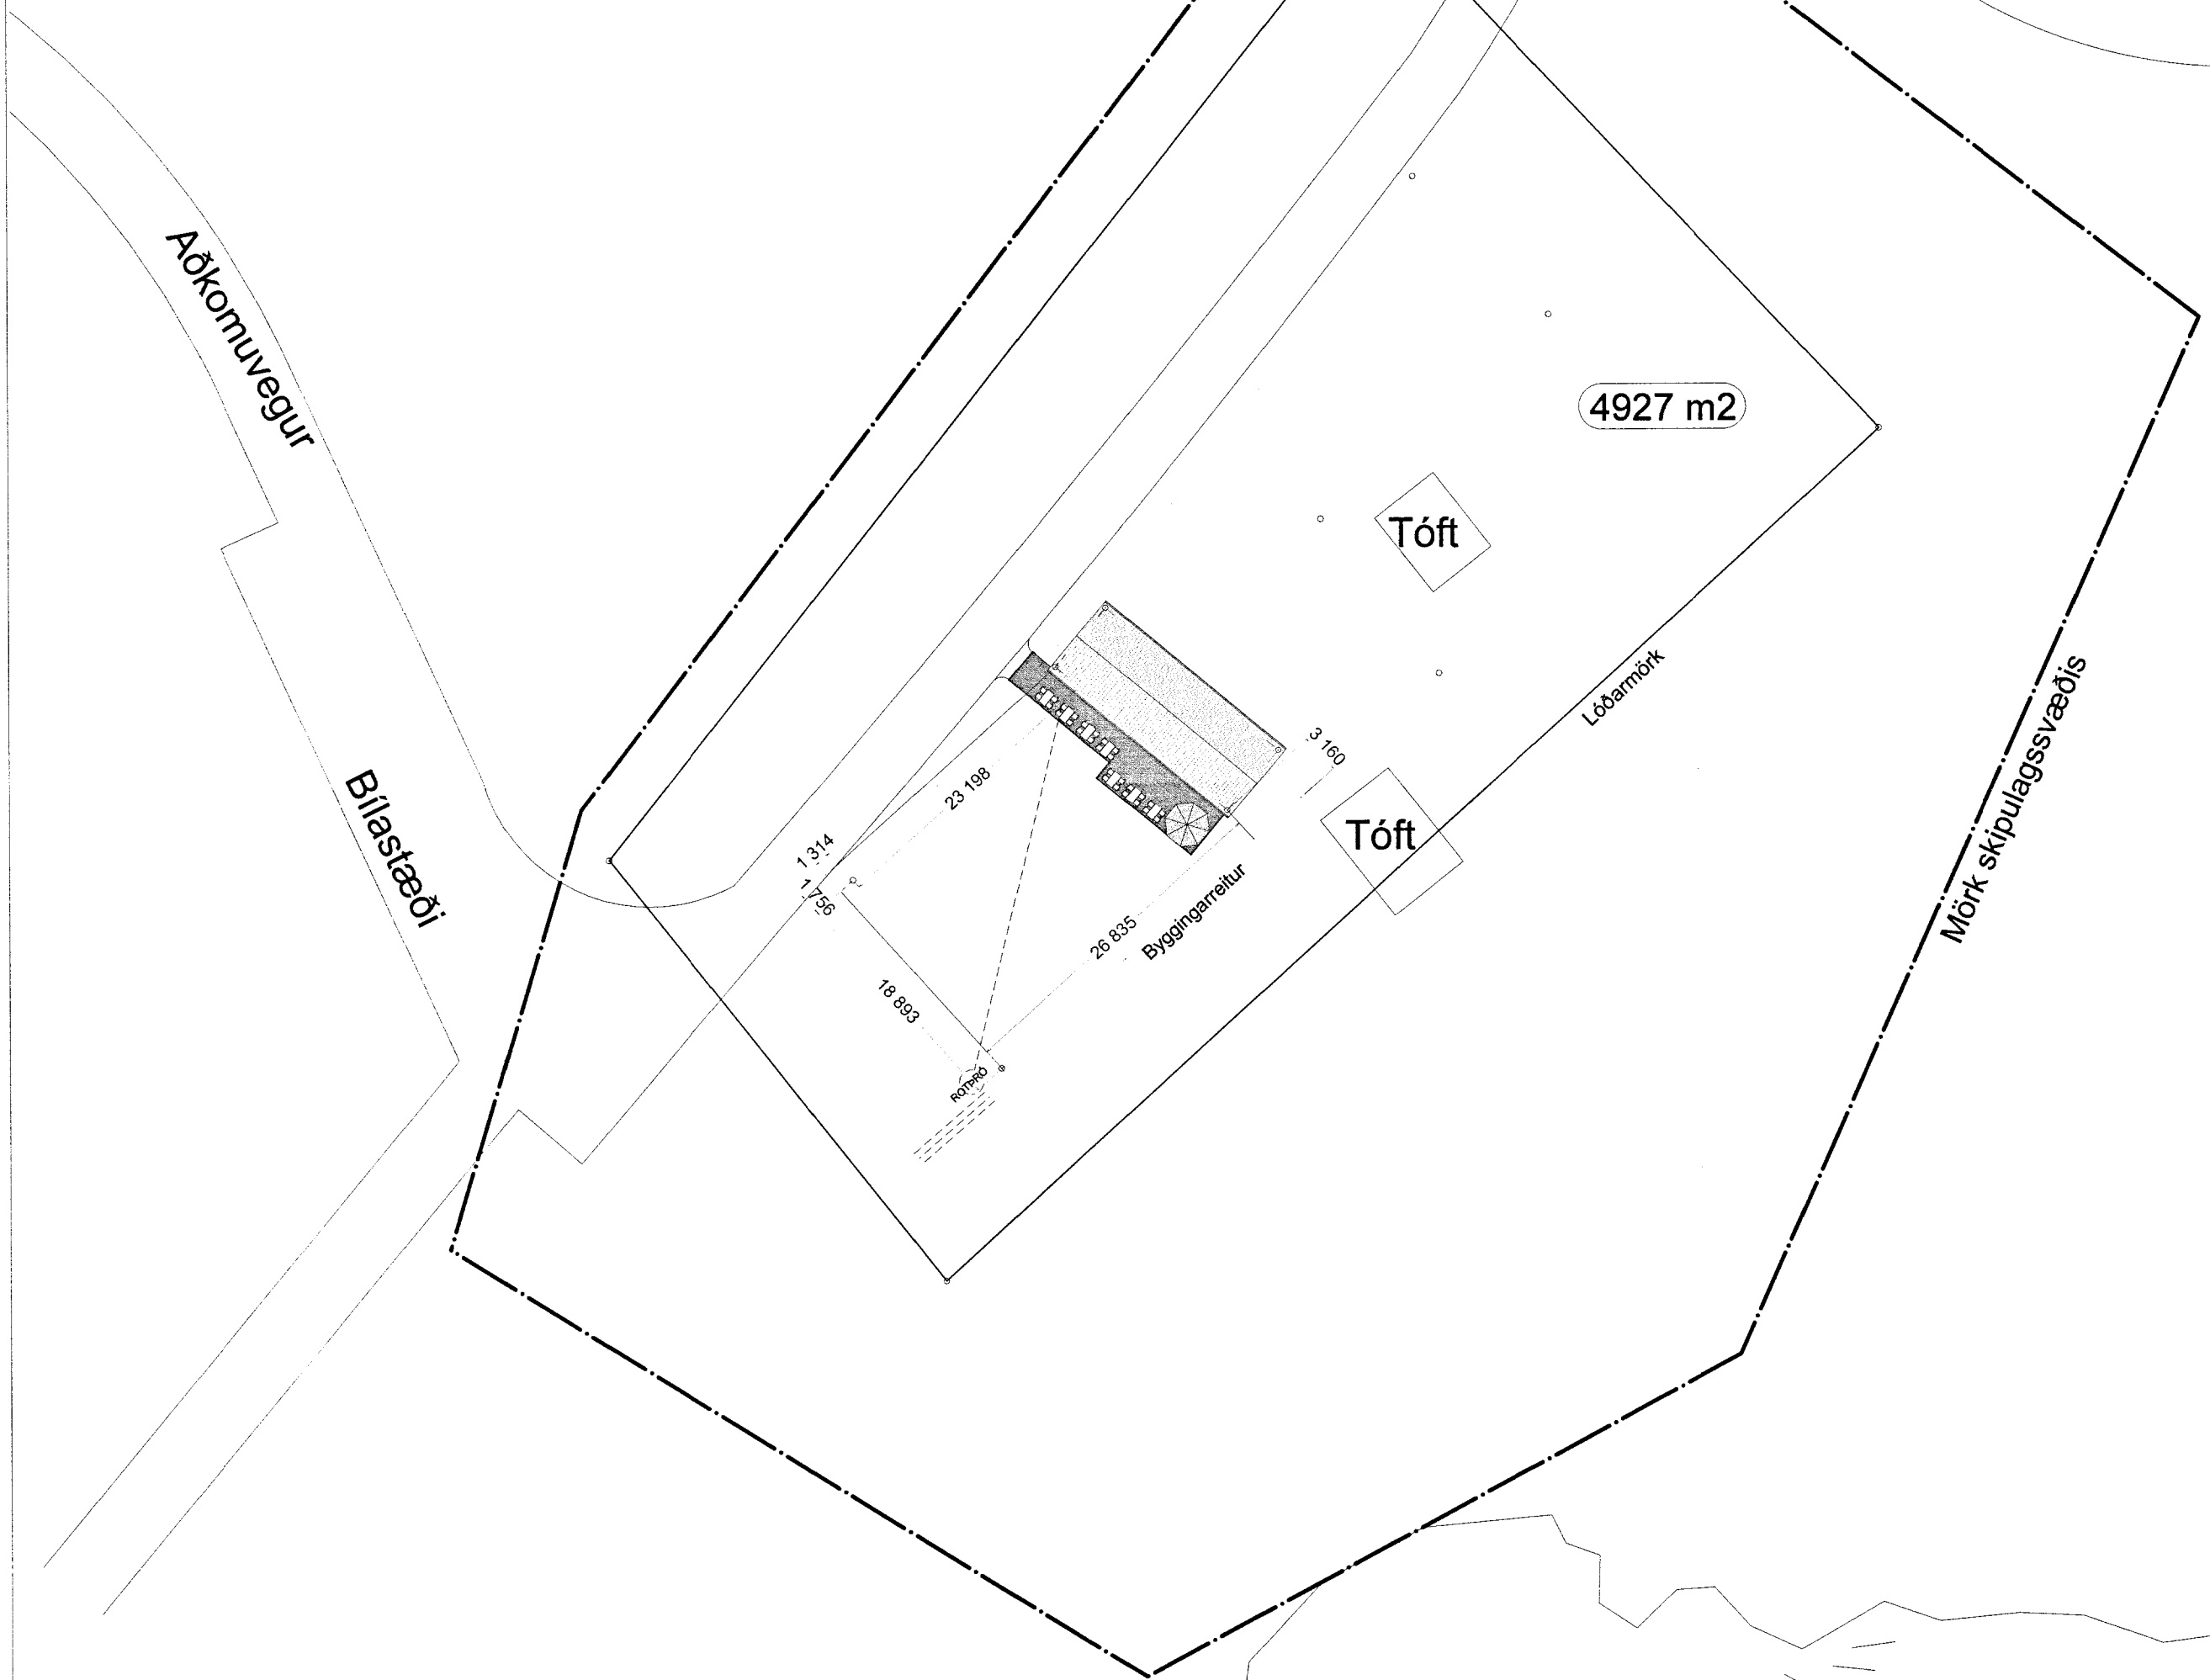 Aðkomuvegur
4927 m2
Tóft
Lóðarmörk
Mörk skipulagssvæðis
3 160
23 198
Bílastæði
Tóft
1 314
1 756
26 835
Byggingarreitur
18 893
ROTÞRÓ